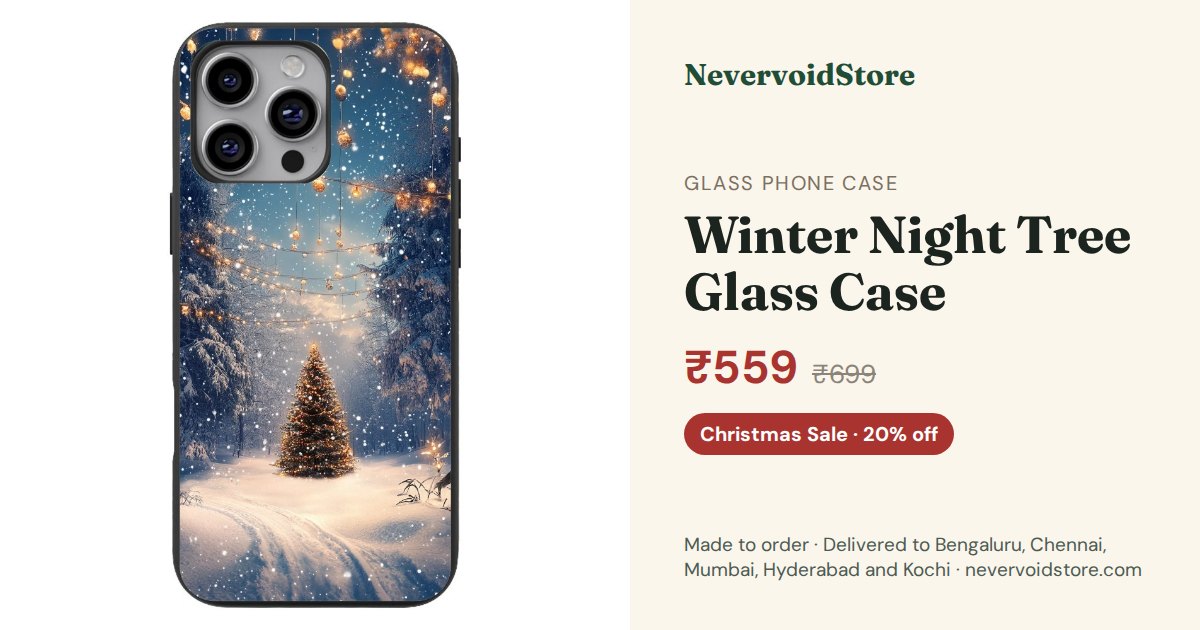 NevervoidStore
GLASS PHONE CASE
Winter Night Tree
Glass Case
₹559 ₹699
Christmas Sale · 20% off
Made to order · Delivered to Bengaluru, Chennai,
Mumbai, Hyderabad and Kochi · nevervoidstore.com